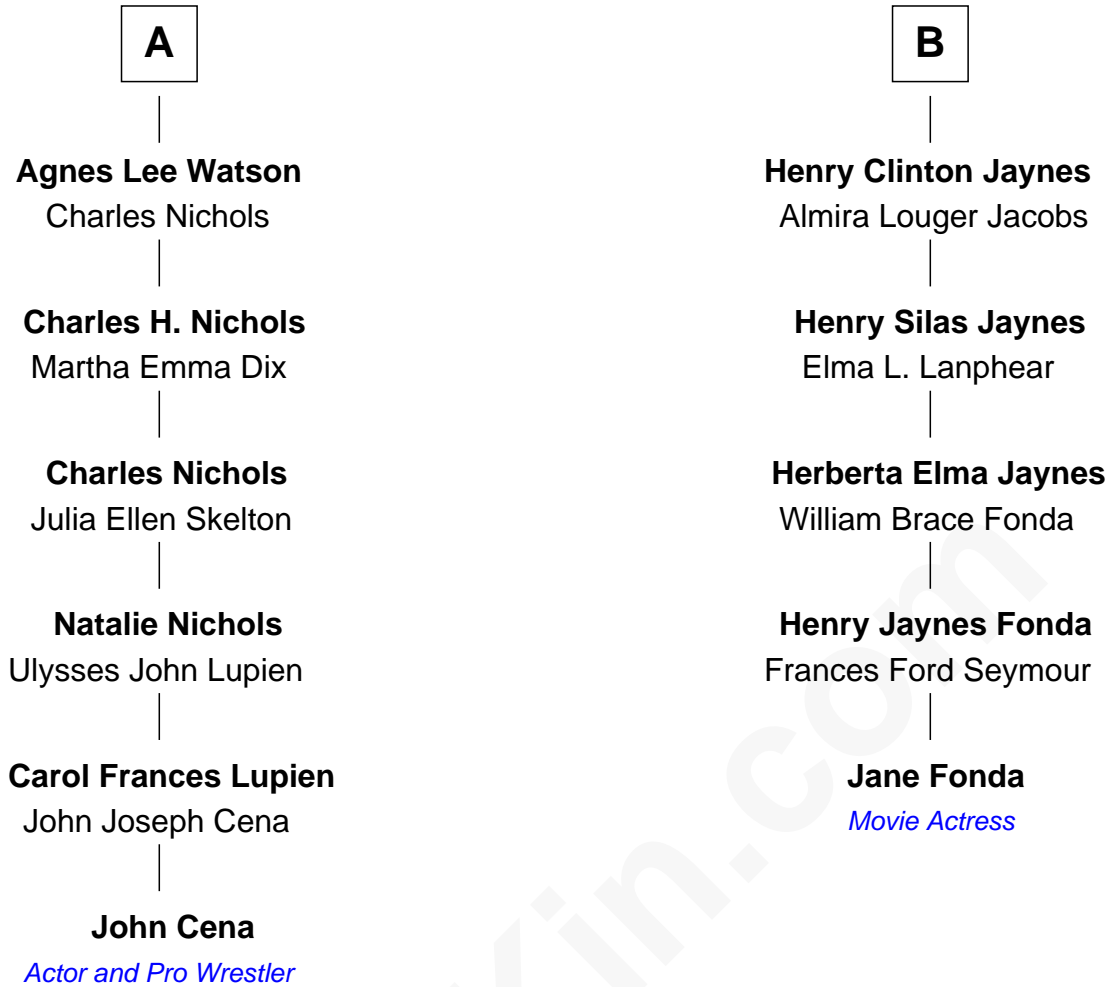 A
Agnes Lee Watson
Charles Nichols
Charles H. Nichols
Martha Emma Dix
Charles Nichols
Julia Ellen Skelton
Natalie Nichols
Ulysses John Lupien
Carol Frances Lupien
John Joseph Cena
John Cena
Actor and Pro Wrestler
B
Henry Clinton Jaynes
Almira Louger Jacobs
Henry Silas Jaynes
Elma L. Lanphear
Herberta Elma Jaynes
William Brace Fonda
Henry Jaynes Fonda
Frances Ford Seymour
Jane Fonda
Movie Actress
Kin.com